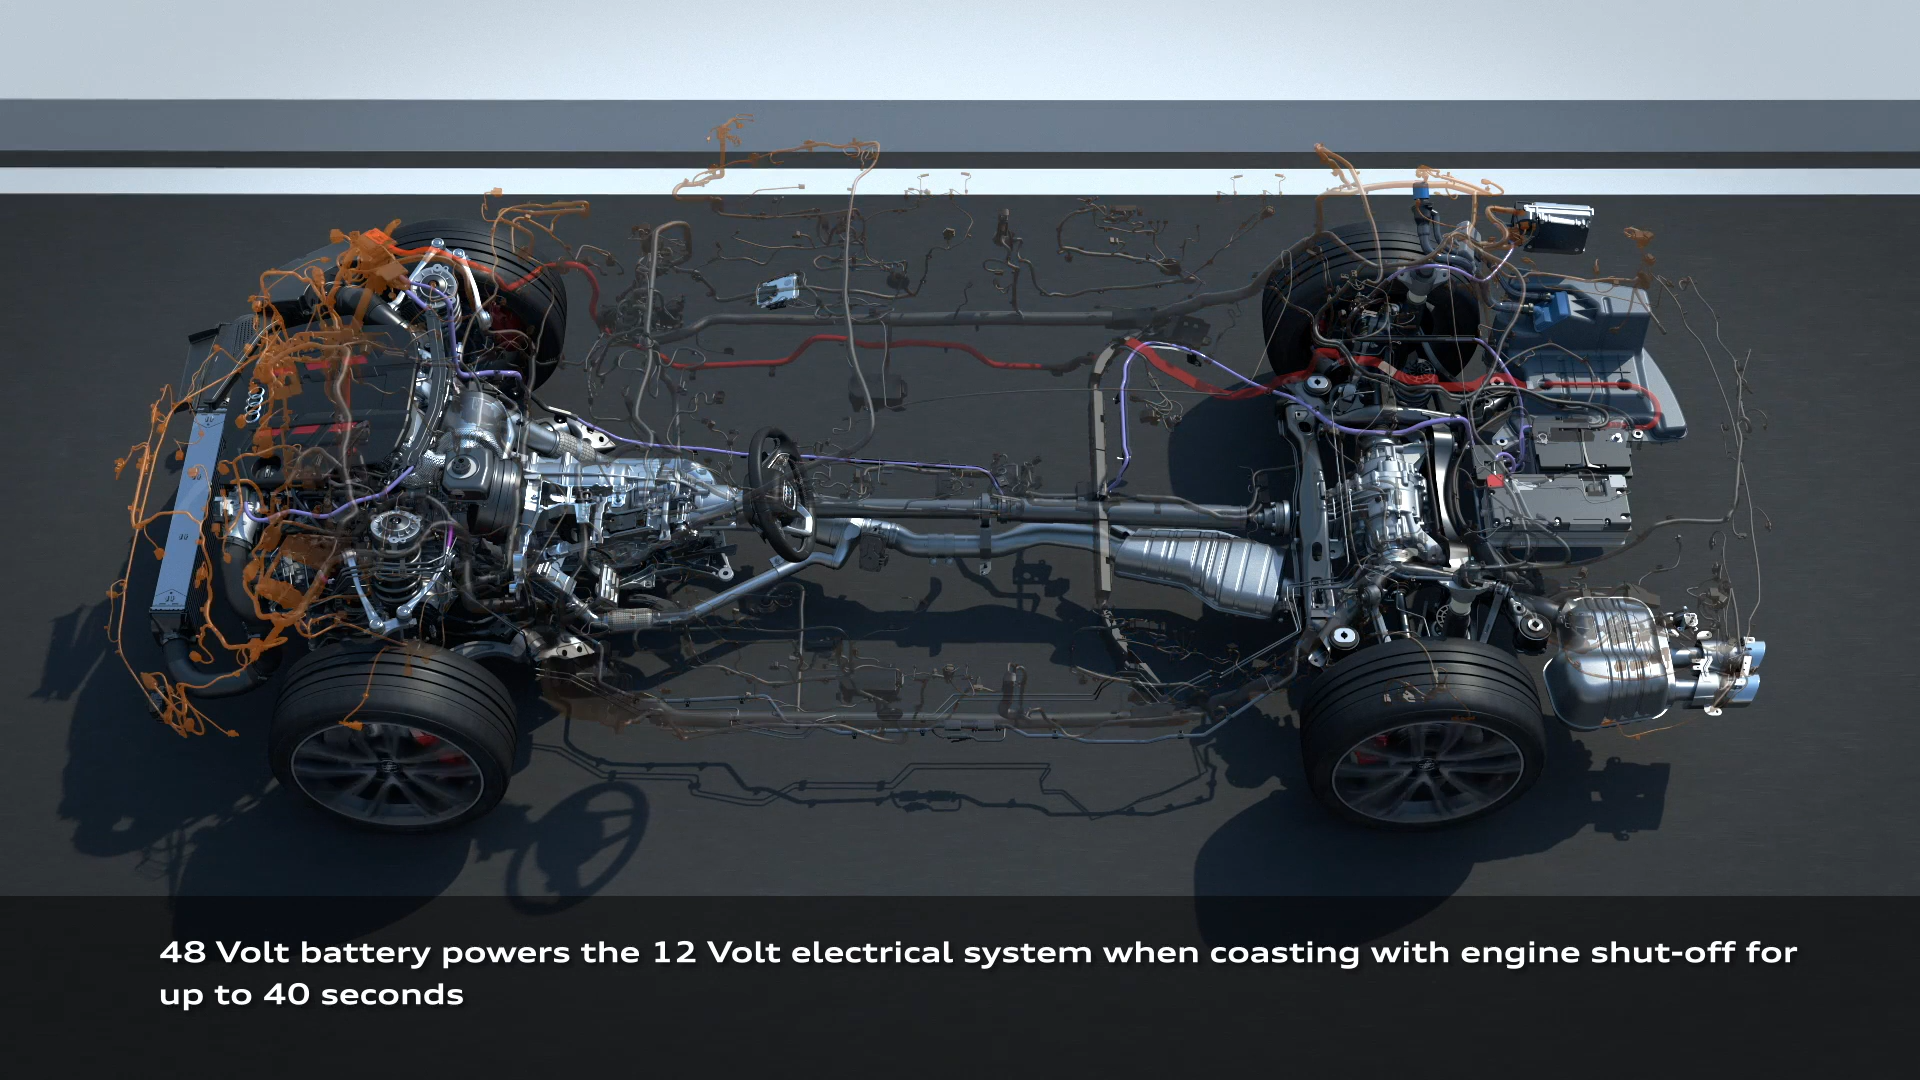 48 Volt battery powers the 12 Volt electrical system when coasting with engine shut-off for
up to 40 seconds